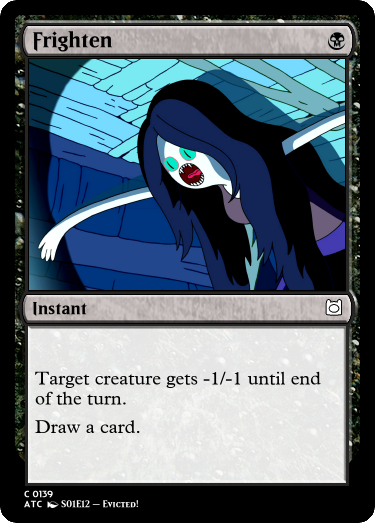 Frighten
Instant
Target creature gets -1/-1 until end
of the turn.
Draw a card.
C 0139
ATC S01E12 — Evicted!